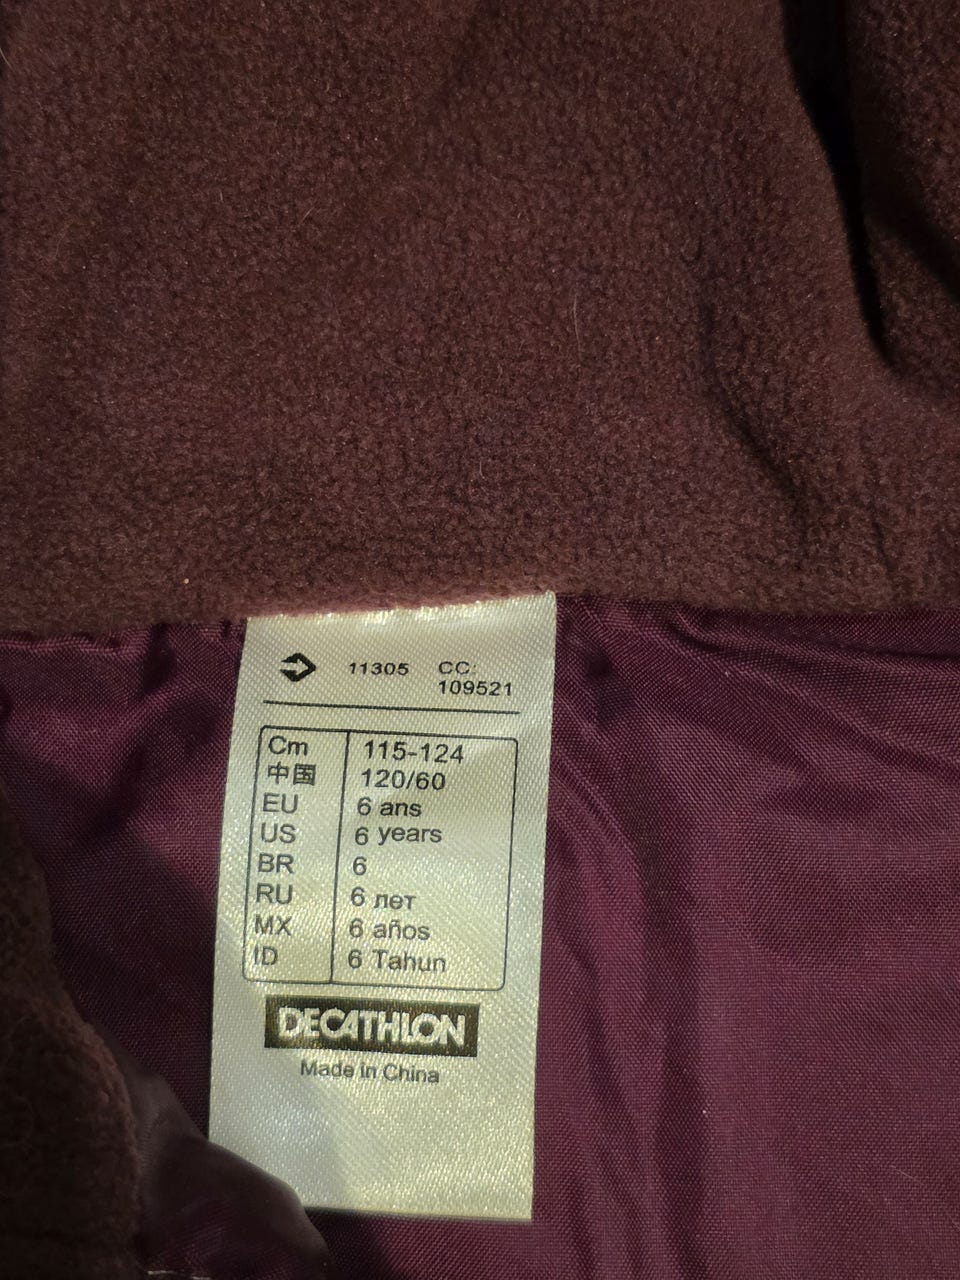 11305 CC:
109521
Cm 115-124
中国 120/60
EU 6 ans
US 6 years
BR 6
RU 6 лет
MX 6 años
ID 6 Tahun
DECATHLON
Made in China